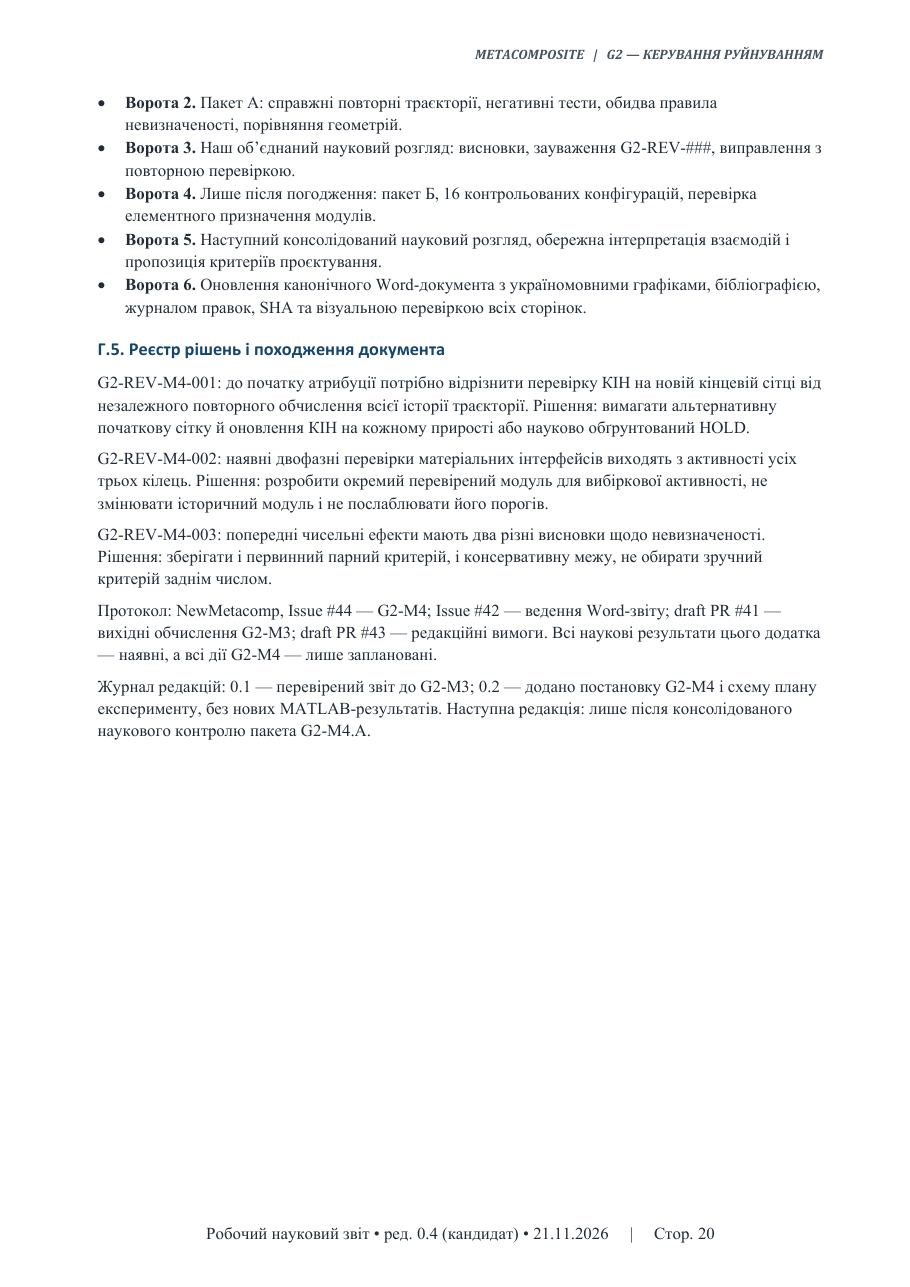 METACOMPOSITE | G2 — КЕРУВАННЯ РУЙНУВАННЯМ
• Ворота 2. Пакет А: справжні повторні траєкторії, негативні тести, обидва правила
невизначеності, порівняння геометрій.
• Ворота 3. Наш об’єднаний науковий розгляд: висновки, зауваження G2-REV-###, виправлення з
повторною перевіркою.
• Ворота 4. Лише після погодження: пакет Б, 16 контрольованих конфігурацій, перевірка
елементного призначення модулів.
• Ворота 5. Наступний консолідований науковий розгляд, обережна інтерпретація взаємодій і
пропозиція критеріїв проєктування.
• Ворота 6. Оновлення канонічного Word-документа з україномовними графіками, бібліографією,
журналом правок, SHA та візуальною перевіркою всіх сторінок.
Г.5. Реєстр рішень і походження документа
G2-REV-M4-001: до початку атрибуції потрібно відрізнити перевірку КІН на новій кінцевій сітці від
незалежного повторного обчислення всієї історії траєкторії. Рішення: вимагати альтернативну
початкову сітку й оновлення КІН на кожному прирості або науково обґрунтований HOLD.
G2-REV-M4-002: наявні двофазні перевірки матеріальних інтерфейсів виходять з активності усіх
трьох кілець. Рішення: розробити окремий перевірений модуль для вибіркової активності, не
змінювати історичний модуль і не послаблювати його порогів.
G2-REV-M4-003: попередні чисельні ефекти мають два різні висновки щодо невизначеності.
Рішення: зберігати і первинний парний критерій, і консервативну межу, не обирати зручний
критерій заднім числом.
Протокол: NewMetacomp, Issue #44 — G2-M4; Issue #42 — ведення Word-звіту; draft PR #41 —
вихідні обчислення G2-M3; draft PR #43 — редакційні вимоги. Всі наукові результати цього додатка
— наявні, а всі дії G2-M4 — лише заплановані.
Журнал редакцій: 0.1 — перевірений звіт до G2-M3; 0.2 — додано постановку G2-M4 і схему плану
експерименту, без нових MATLAB-результатів. Наступна редакція: лише після консолідованого
наукового контролю пакета G2-M4.A.
Робочий науковий звіт • ред. 0.4 (кандидат) • 21.11.2026 | Стор. 20